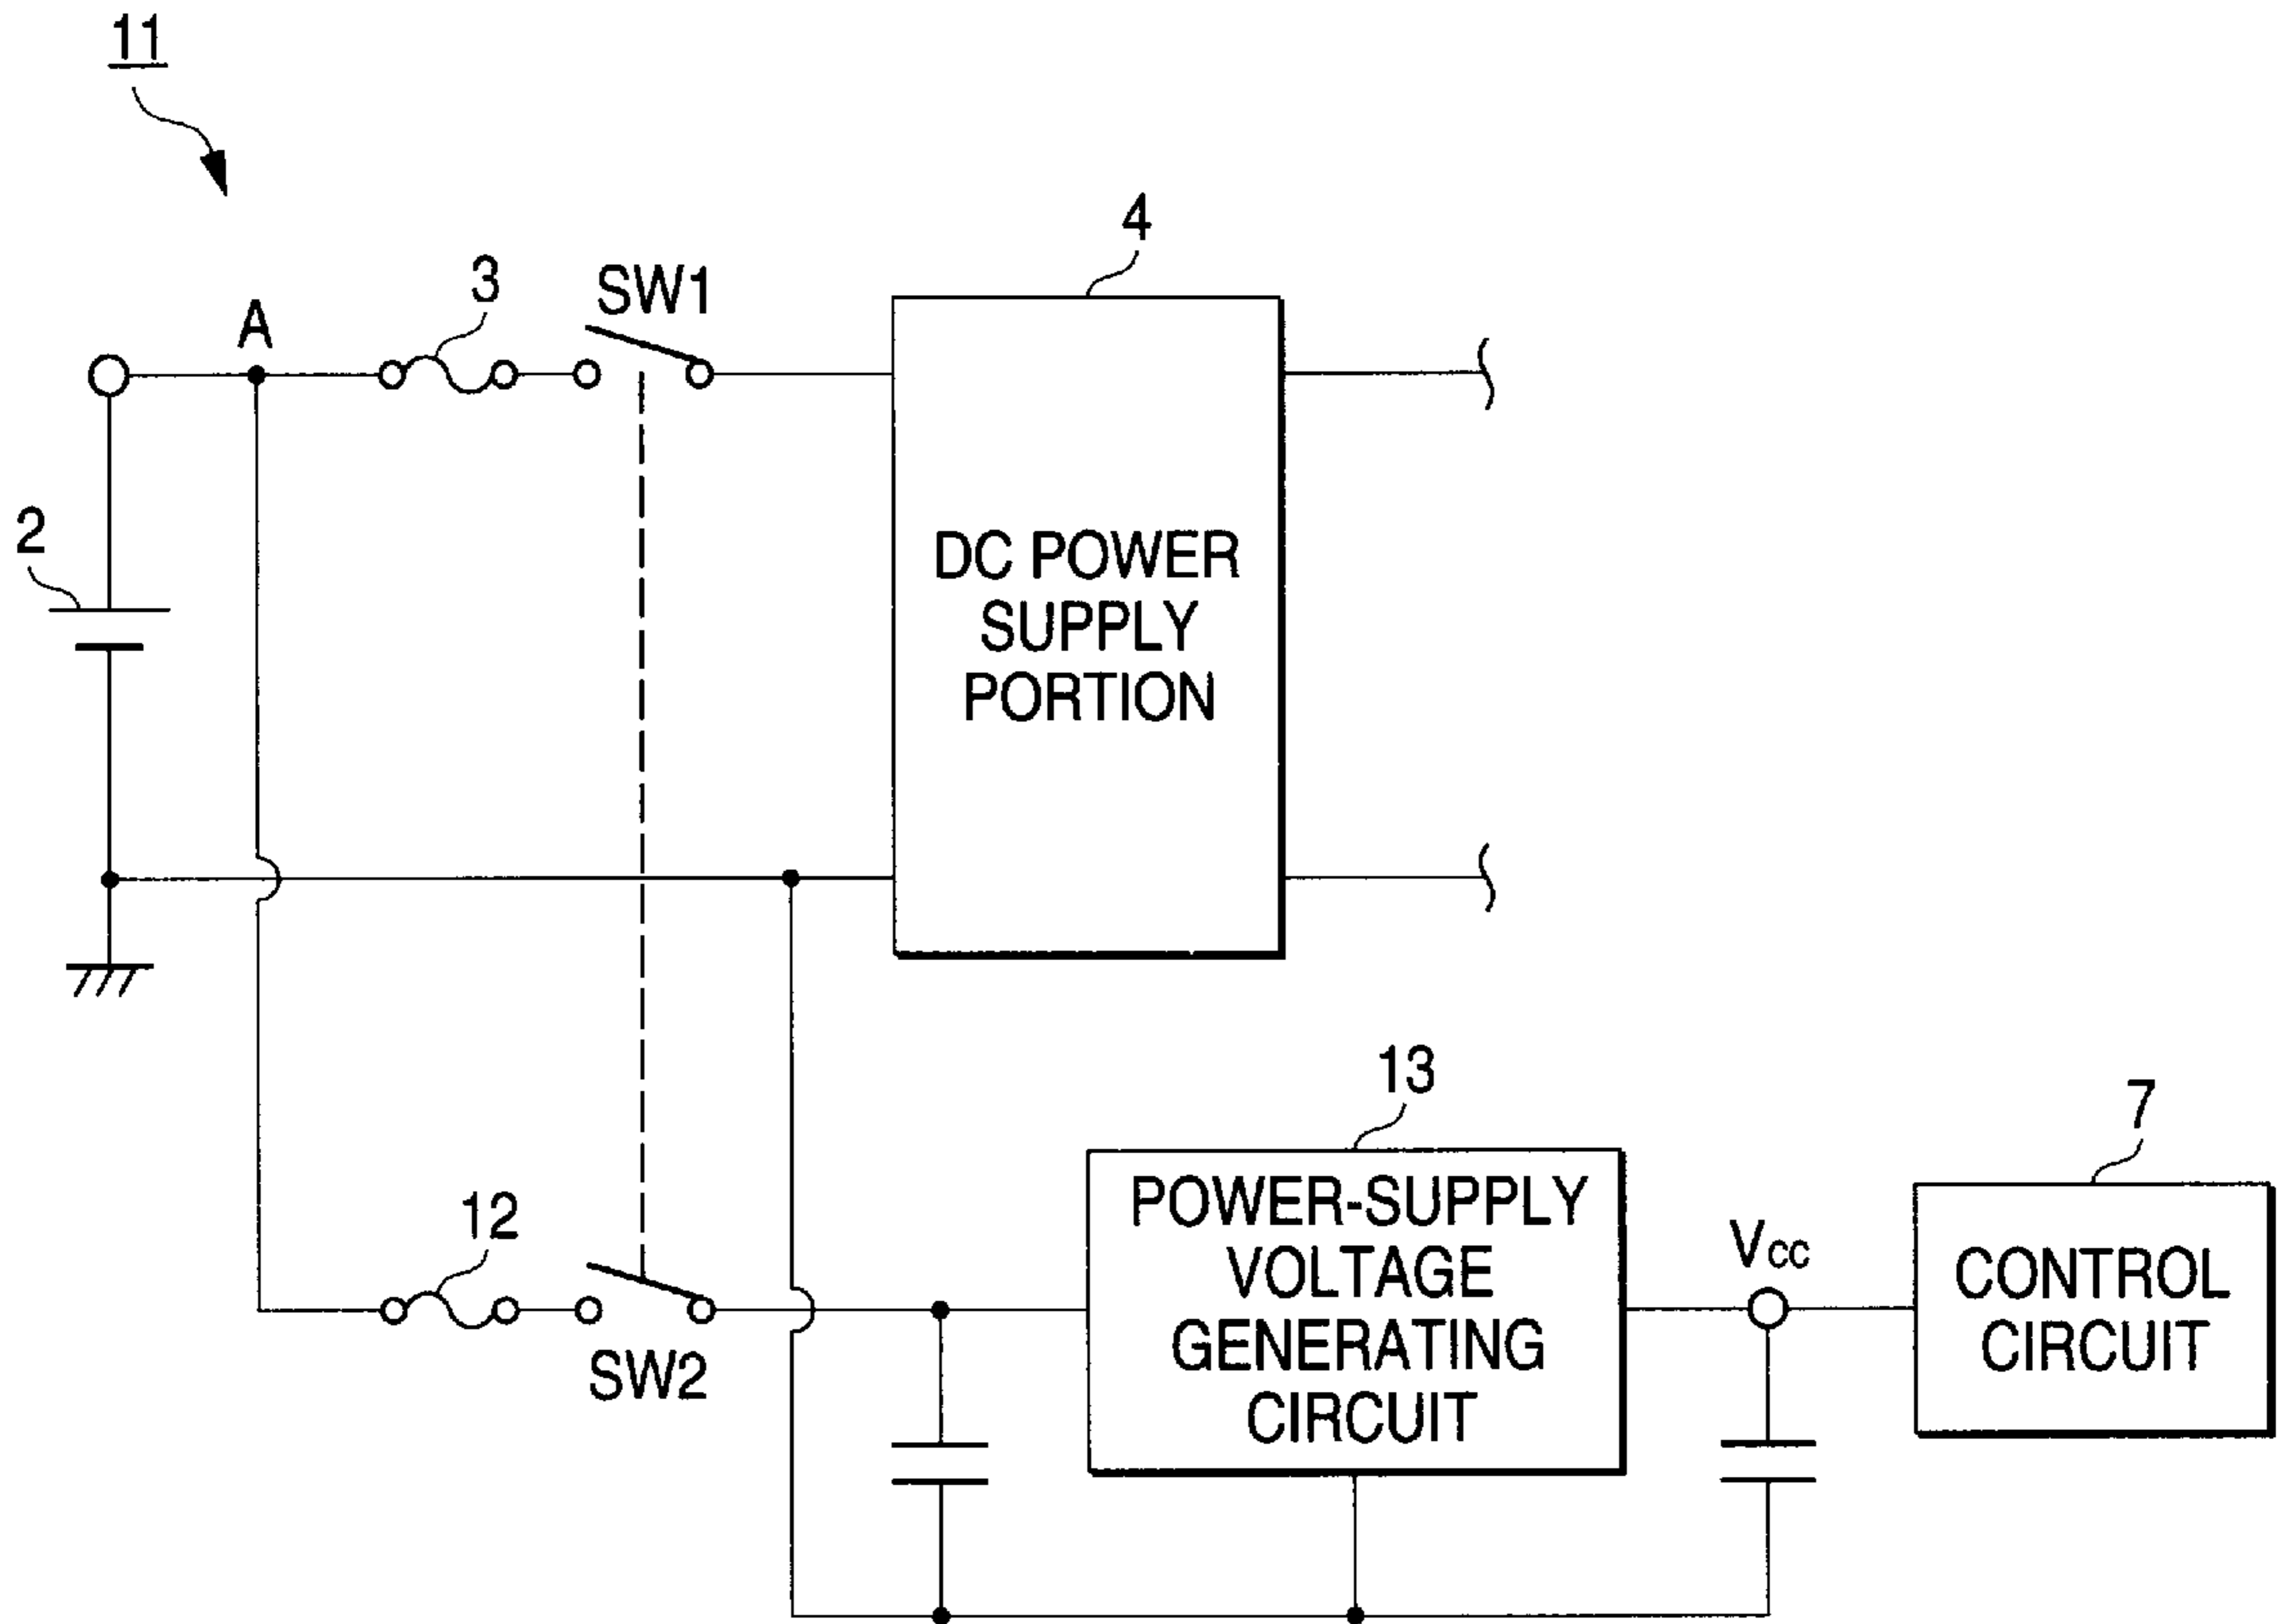 11
4
3
SW1
A
2
DC POWER
SUPPLY
PORTION
13
7
12
POWER-SUPPLY
VOLTAGE
GENERATING
CIRCUIT
Vcc
CONTROL
CIRCUIT
SW2